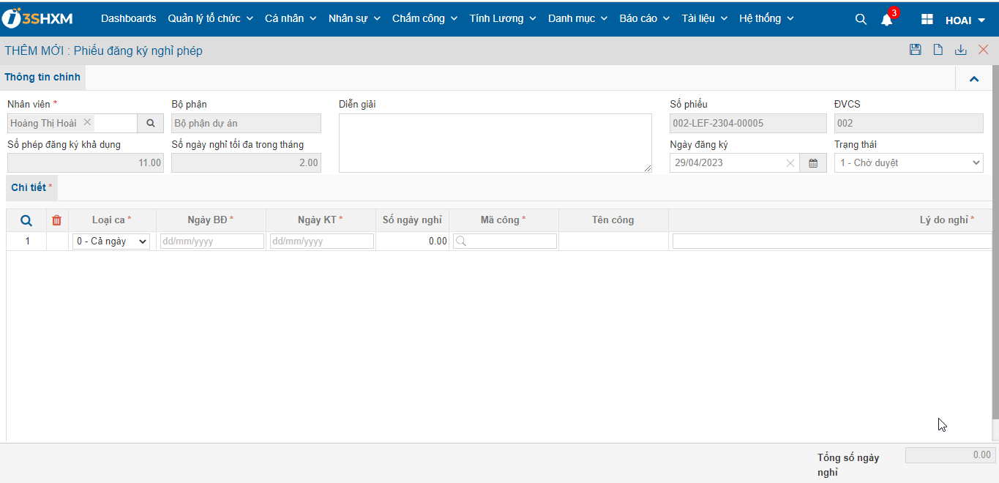 3SHXM Dashboards Quản lý tổ chức Cá nhân Nhân sự Chấm công Tính Lương Danh mục Báo cáo Tài liệu Hệ thống 3 HOAI
THÊM MỚI : Phiếu đăng ký nghỉ phép
Thông tin chính
Nhân viên * Bộ phận Diễn giải Số phiếu ĐVCS
Hoàng Thị Hoài Bộ phận dự án 002-LEF-2304-00005 002
Số phép đăng ký khả dụng Số ngày nghỉ tối đa trong tháng Ngày đăng ký Trạng thái
11.00 2.00 29/04/2023 1 - Chờ duyệt
Chi tiết *
Loại ca * Ngày BĐ * Ngày KT * Số ngày nghỉ Mã công * Tên công Lý do nghỉ *
1 0 - Cả ngày dd/mm/yyyy dd/mm/yyyy 0.00
Tổng số ngày nghỉ 0.00